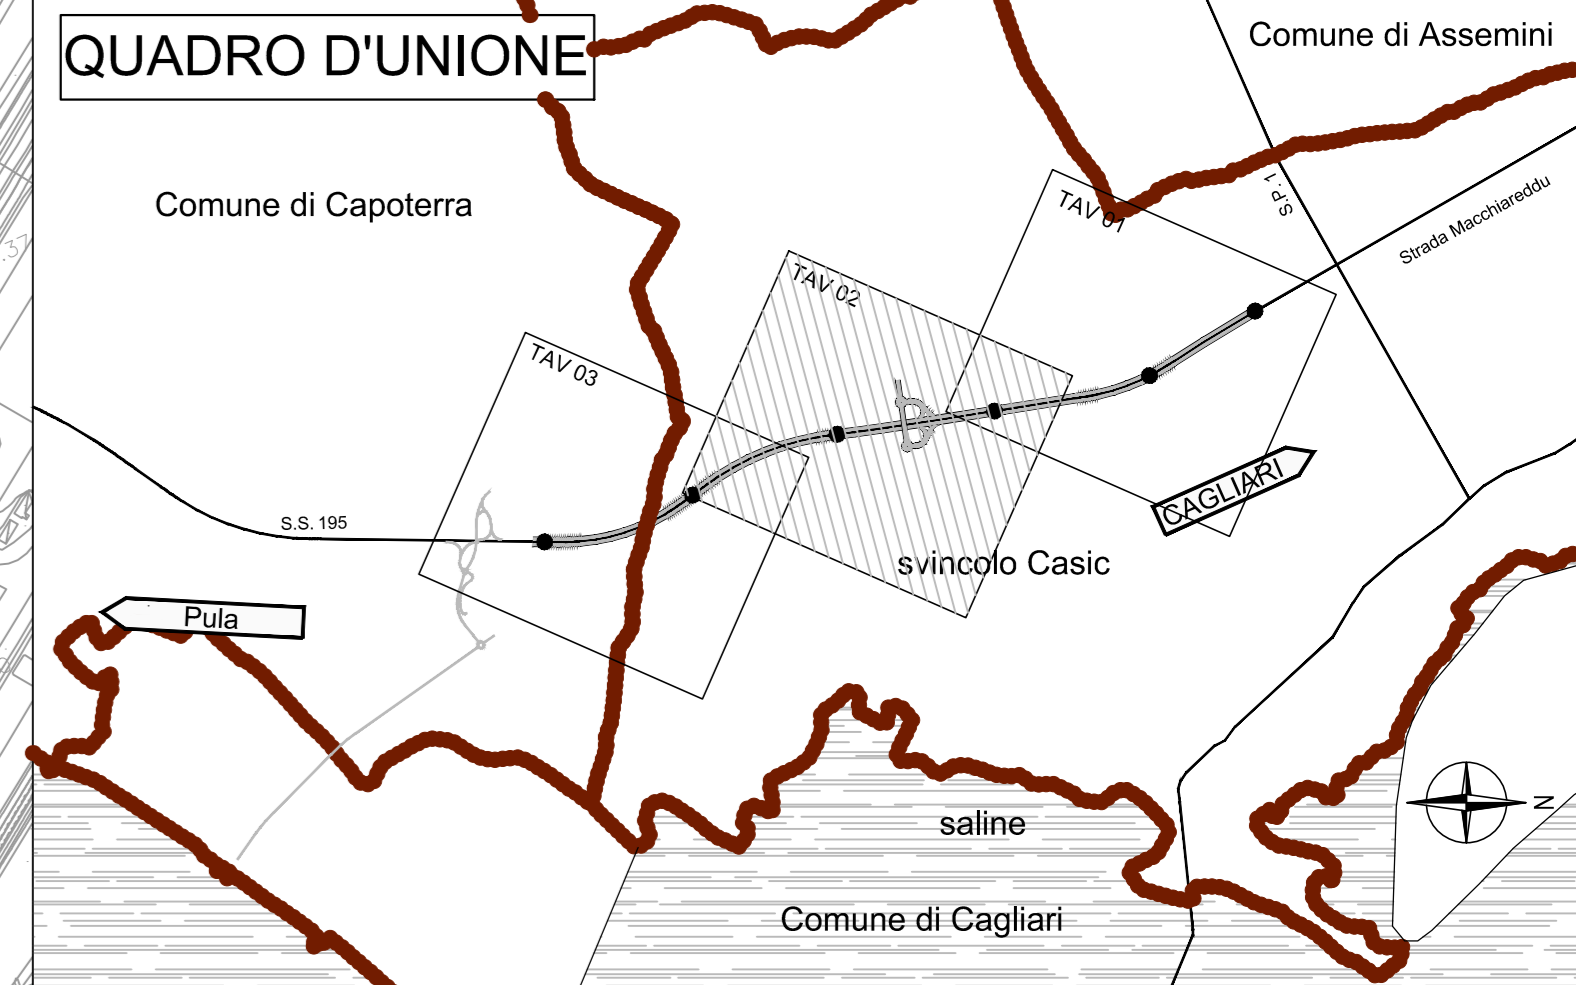 QUADRO D'UNIONE
Comune di Assemini
Comune di Capoterra
S.P. 1
Strada Macchiareddu
TAV 01
TAV 02
TAV 03
CAGLIARI
S.S. 195
svincolo Casic
Pula
saline
N
Comune di Cagliari